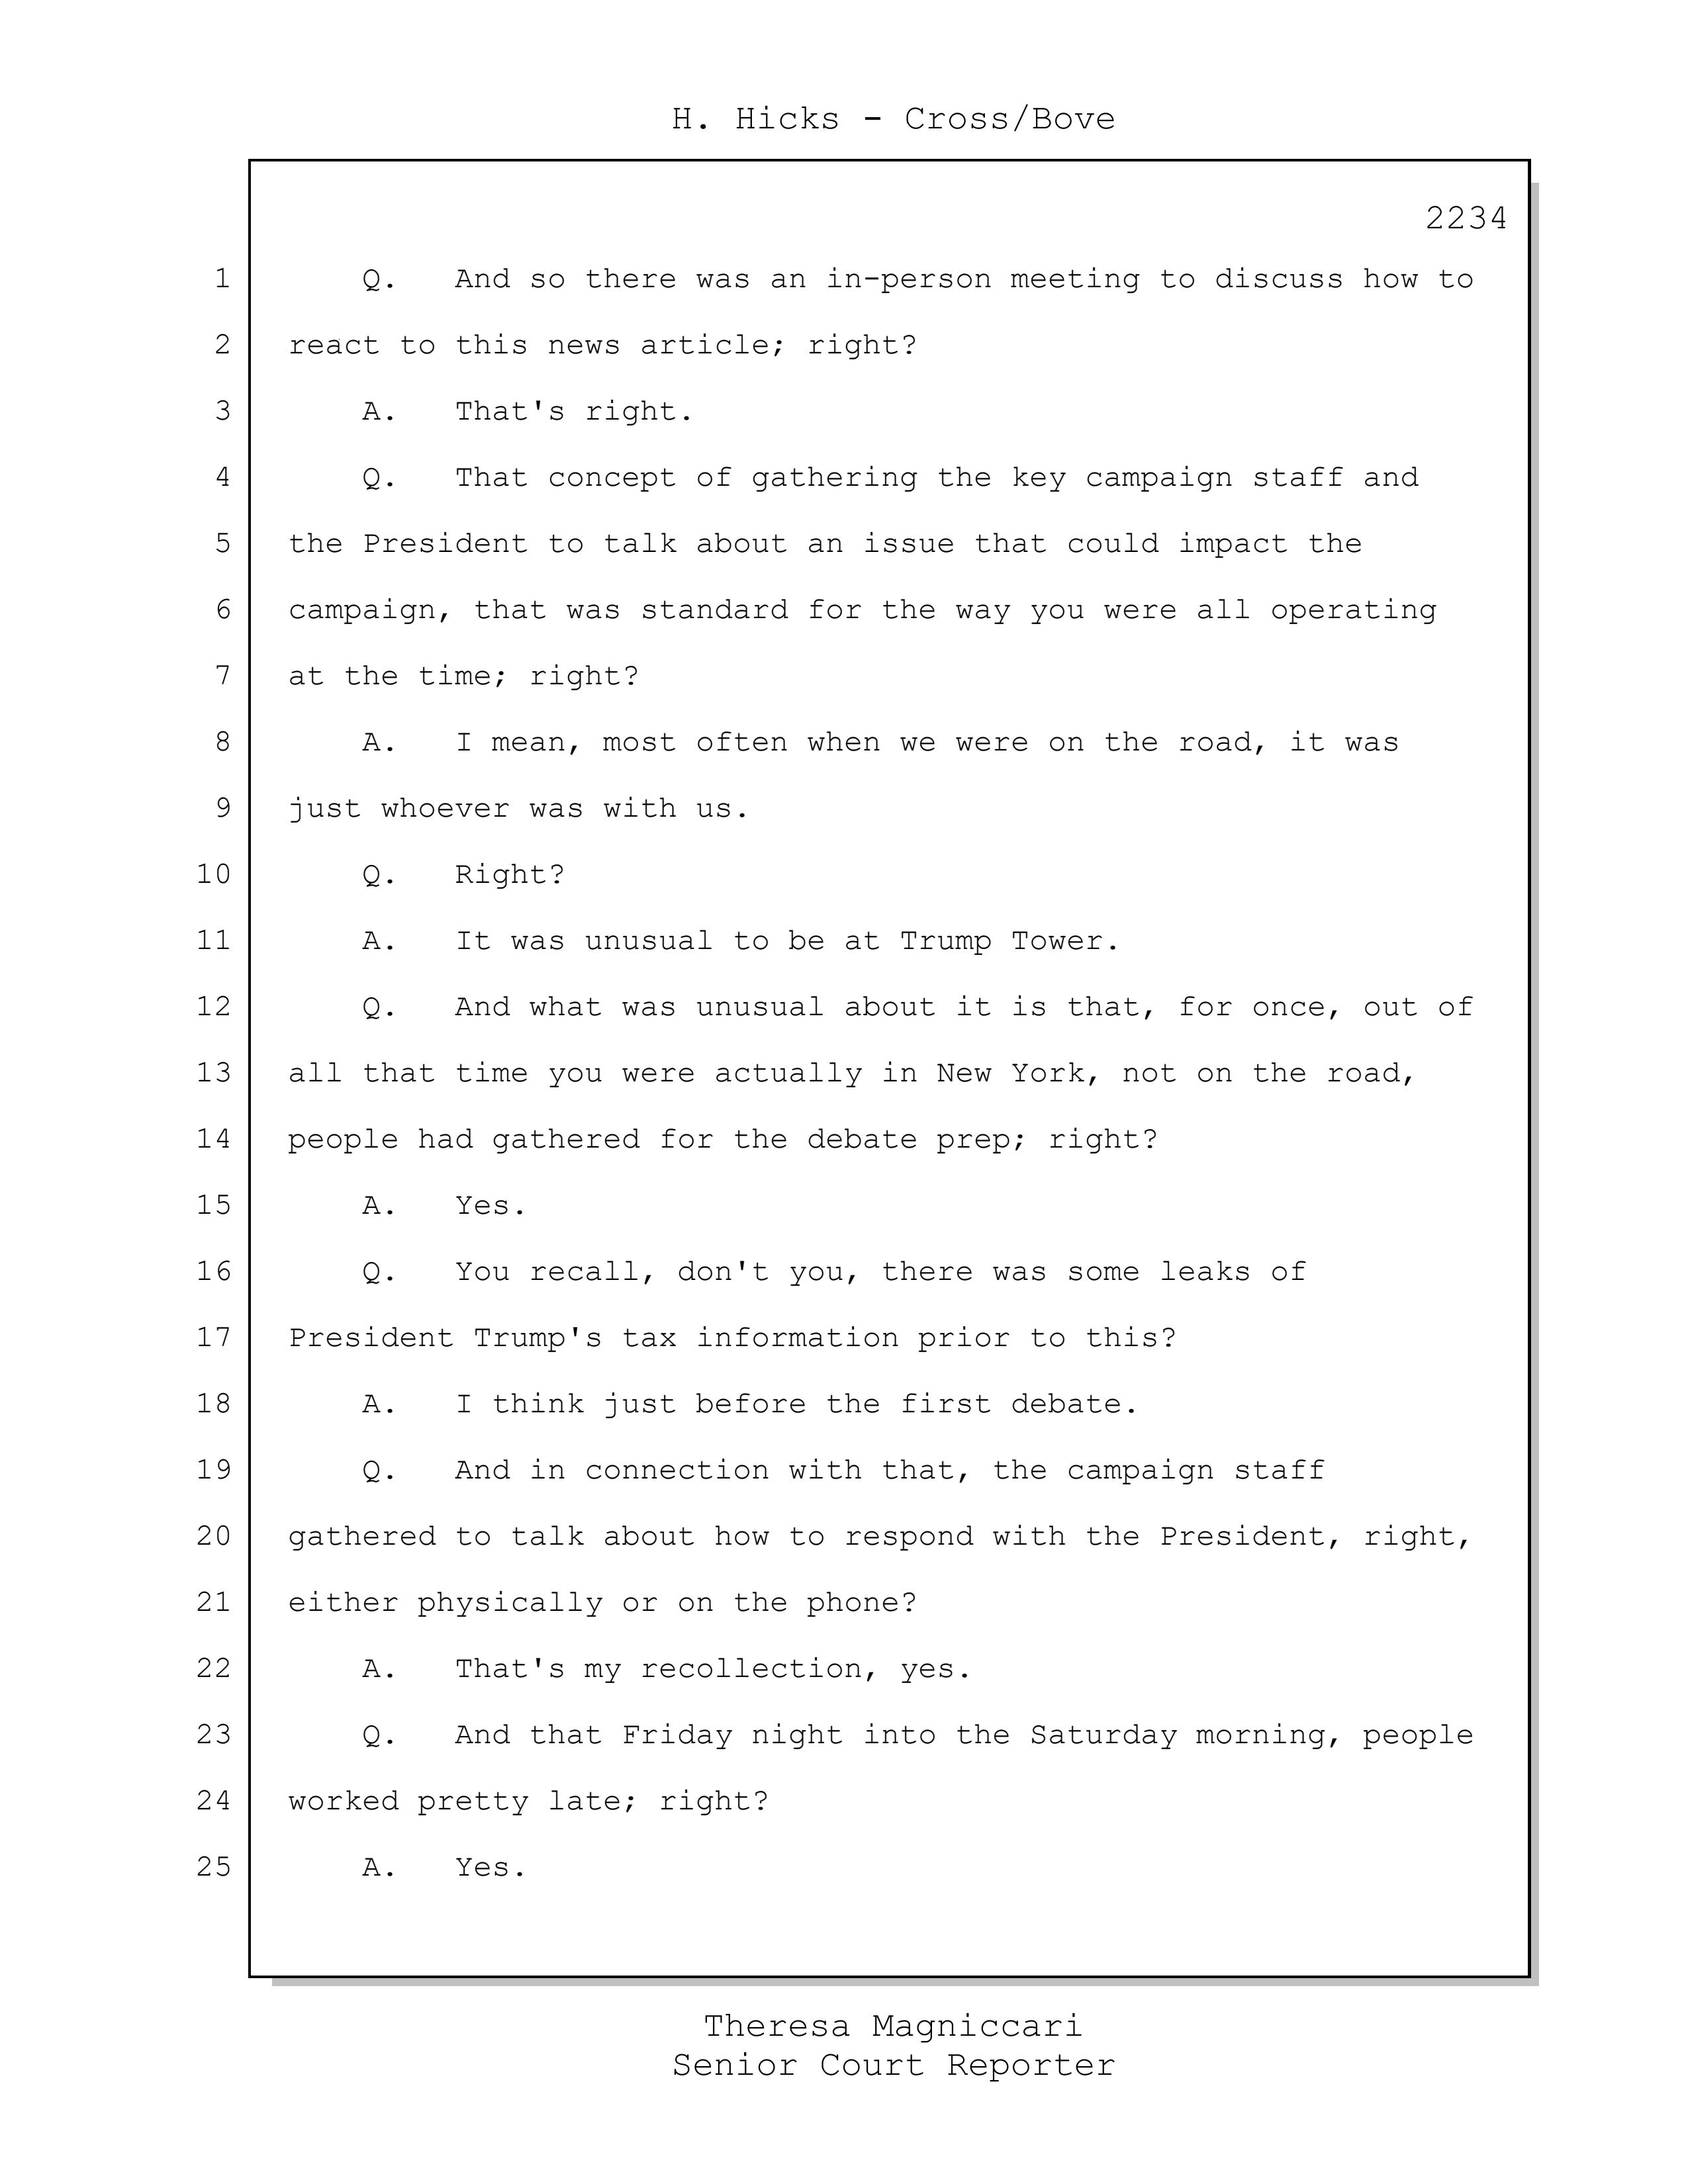 H. Hicks - Cross/Bove
2234
1 Q. And so there was an in-person meeting to discuss how to
2 react to this news article; right?
3 A. That's right.
4 Q. That concept of gathering the key campaign staff and
5 the President to talk about an issue that could impact the
6 campaign, that was standard for the way you were all operating
7 at the time; right?
8 A. I mean, most often when we were on the road, it was
9 just whoever was with us.
10 Q. Right?
11 A. It was unusual to be at Trump Tower.
12 Q. And what was unusual about it is that, for once, out of
13 all that time you were actually in New York, not on the road,
14 people had gathered for the debate prep; right?
15 A. Yes.
16 Q. You recall, don't you, there was some leaks of
17 President Trump's tax information prior to this?
18 A. I think just before the first debate.
19 Q. And in connection with that, the campaign staff
20 gathered to talk about how to respond with the President, right,
21 either physically or on the phone?
22 A. That's my recollection, yes.
23 Q. And that Friday night into the Saturday morning, people
24 worked pretty late; right?
25 A. Yes.
Theresa Magniccari
Senior Court Reporter